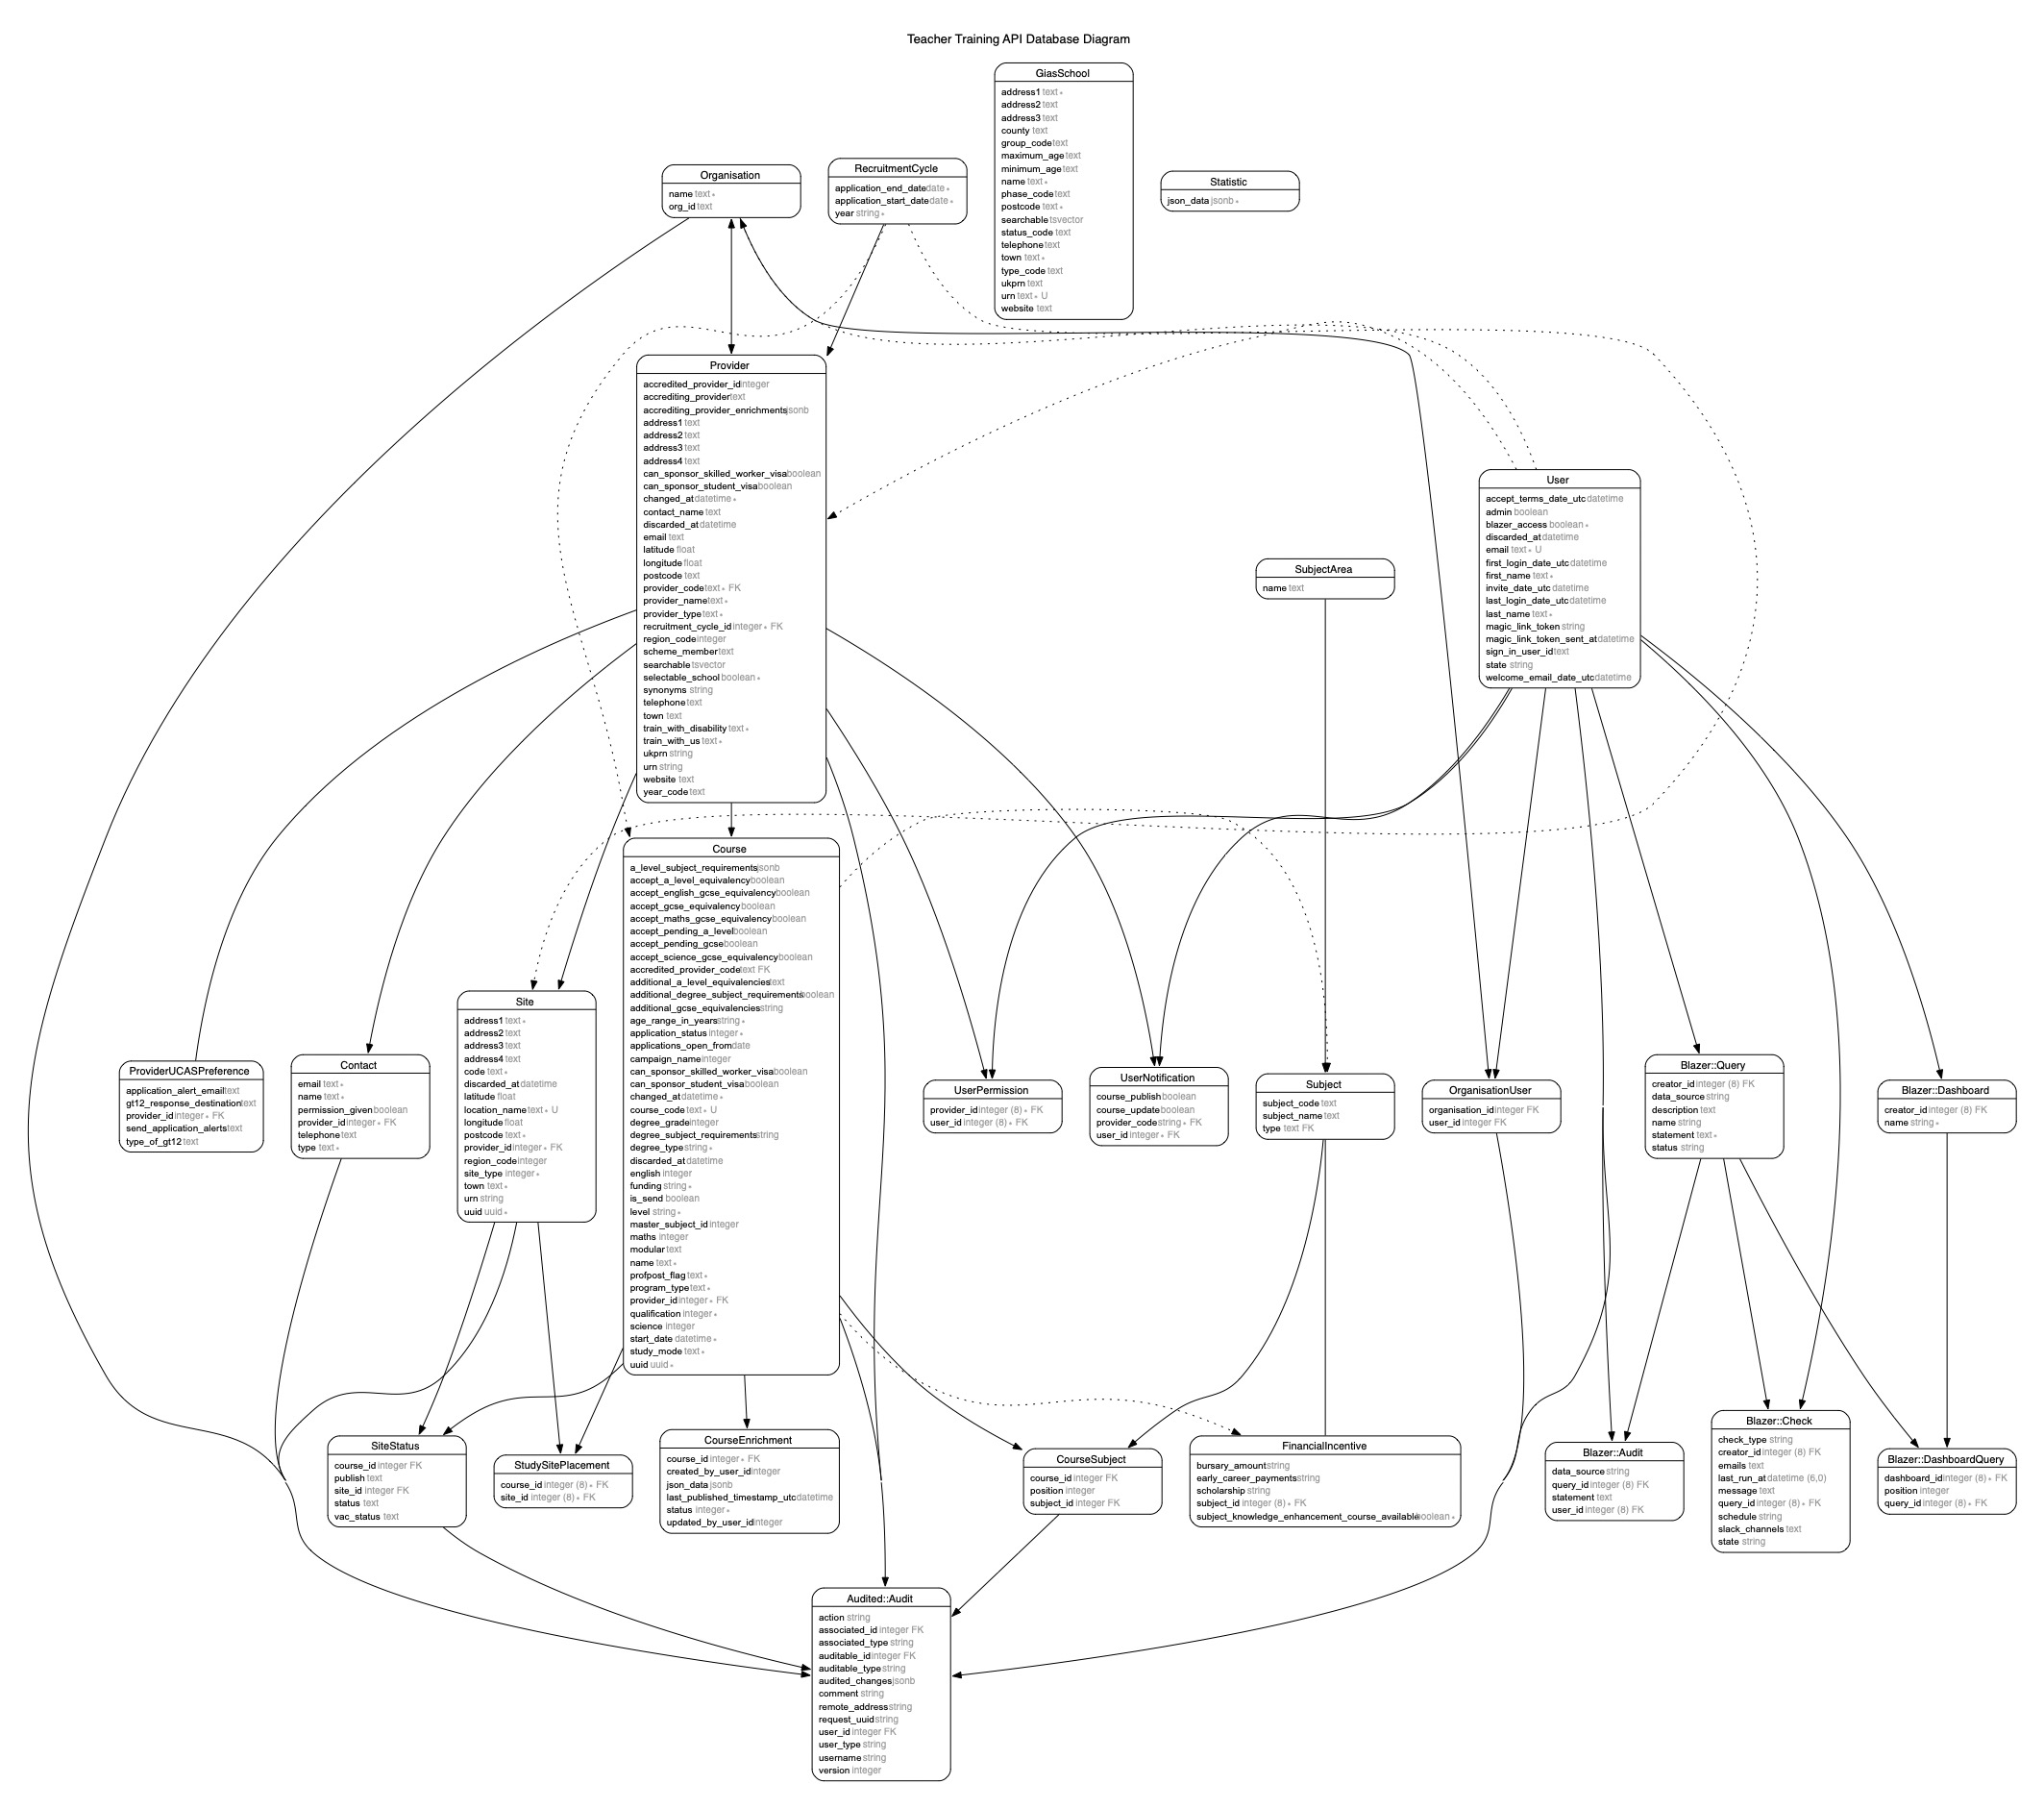 Teacher Training API Database Diagram
GiasSchool
address1 text *
address2 text
address3 text
county text
group_code text
maximum_age text
minimum_age text
name text *
phase_code text
postcode text *
searchable tsvector
status_code text
telephone text
town text *
type_code text
ukprn text
urn text * U
website text
Organisation
name text *
org_id text
RecruitmentCycle
application_end_date date *
application_start_date date *
year string *
Statistic
json_data jsonb *
Provider
accredited_provider_id integer
accrediting_provider text
accrediting_provider_enrichments jsonb
address1 text
address2 text
address3 text
address4 text
can_sponsor_skilled_worker_visa boolean
can_sponsor_student_visa boolean
changed_at datetime *
contact_name text
discarded_at datetime
email text
latitude float
longitude float
postcode text
provider_code text * FK
provider_name text *
provider_type text *
recruitment_cycle_id integer * FK
region_code integer
scheme_member text
searchable tsvector
selectable_school boolean *
synonyms string
telephone text
town text
train_with_disability text *
train_with_us text *
ukprn string
urn string
website text
year_code text
User
accept_terms_date_utc datetime
admin boolean
blazer_access boolean *
discarded_at datetime
email text * U
first_login_date_utc datetime
first_name text *
invite_date_utc datetime
last_login_date_utc datetime
last_name text *
magic_link_token string
magic_link_token_sent_at datetime
sign_in_user_id text
state string
welcome_email_date_utc datetime
SubjectArea
name text
Course
a_level_subject_requirements jsonb
accept_a_level_equivalency boolean
accept_english_gcse_equivalency boolean
accept_gcse_equivalency boolean
accept_maths_gcse_equivalency boolean
accept_pending_a_level boolean
accept_pending_gcse boolean
accept_science_gcse_equivalency boolean
accredited_provider_code text FK
additional_a_level_equivalencies text
additional_degree_subject_requirements boolean
additional_gcse_equivalencies string
age_range_in_years string *
application_status integer *
applications_open_from date
campaign_name integer
can_sponsor_skilled_worker_visa boolean
can_sponsor_student_visa boolean
changed_at datetime *
course_code text * U
degree_grade integer
degree_subject_requirements string
degree_type string *
discarded_at datetime
english integer
funding string *
is_send boolean
level string *
master_subject_id integer
maths integer
modular text
name text *
profpost_flag text *
program_type text *
provider_id integer * FK
qualification integer *
science integer
start_date datetime *
study_mode text *
uuid uuid *
Site
address1 text *
address2 text
address3 text
address4 text
code text *
discarded_at datetime
latitude float
location_name text * U
longitude float
postcode text *
provider_id integer * FK
region_code integer
site_type integer *
town text *
urn string
uuid uuid *
ProviderUCASPreference
application_alert_email text
gt12_response_destination text
provider_id integer * FK
send_application_alerts text
type_of_gt12 text
Contact
email text *
name text *
permission_given boolean
provider_id integer * FK
telephone text
type text *
UserPermission
provider_id integer (8) * FK
user_id integer (8) * FK
UserNotification
course_publish boolean
course_update boolean
provider_code string * FK
user_id integer * FK
Subject
subject_code text
subject_name text
type text FK
OrganisationUser
organisation_id integer FK
user_id integer FK
Blazer::Query
creator_id integer (8) FK
data_source string
description text
name string
statement text *
status string
Blazer::Dashboard
creator_id integer (8) FK
name string *
SiteStatus
course_id integer FK
publish text
site_id integer FK
status text
vac_status text
StudySitePlacement
course_id integer (8) * FK
site_id integer (8) * FK
CourseEnrichment
course_id integer * FK
created_by_user_id integer
json_data jsonb
last_published_timestamp_utc datetime
status integer *
updated_by_user_id integer
CourseSubject
course_id integer FK
position integer
subject_id integer FK
FinancialIncentive
bursary_amount string
early_career_payments string
scholarship string
subject_id integer (8) * FK
subject_knowledge_enhancement_course_available boolean *
Blazer::Audit
data_source string
query_id integer (8) FK
statement text
user_id integer (8) FK
Blazer::Check
check_type string
creator_id integer (8) FK
emails text
last_run_at datetime (6,0)
message text
query_id integer (8) * FK
schedule string
slack_channels text
state string
Blazer::DashboardQuery
dashboard_id integer (8) * FK
position integer
query_id integer (8) * FK
Audited::Audit
action string
associated_id integer FK
associated_type string
auditable_id integer FK
auditable_type string
audited_changes jsonb
comment string
remote_address string
request_uuid string
user_id integer FK
user_type string
username string
version integer